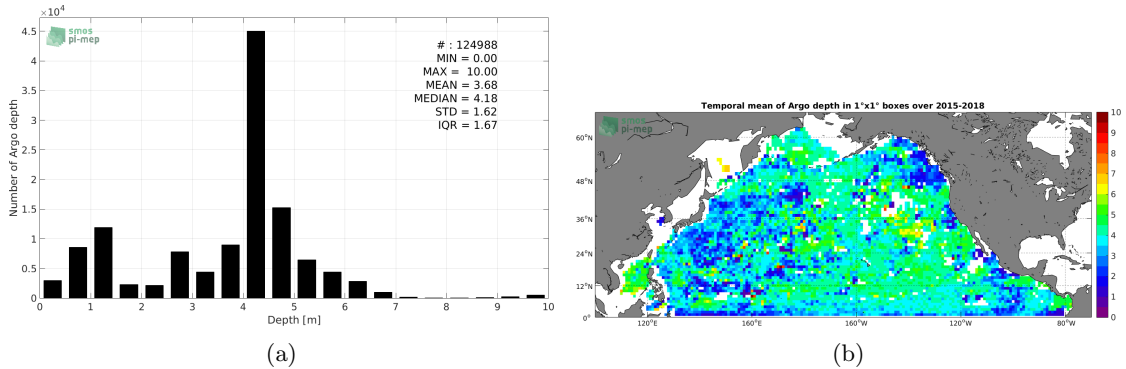 ×10⁴
smos
pi-mep
# : 124988
MIN = 0.00
MAX = 10.00
MEAN = 3.68
MEDIAN = 4.18
STD = 1.62
IQR = 1.67
Number of Argo depth
4.5
4
3.5
3
2.5
2
1.5
1
0.5
0
0 1 2 3 4 5 6 7 8 9 10
Depth [m]
(a)
Temporal mean of Argo depth in 1°x1° boxes over 2015-2018
smos
pi-mep
60°N
48°N
36°N
24°N
12°N
0°
120°E 160°E 160°W 120°W 80°W
10
9
8
7
6
5
4
3
2
1
0
(b)